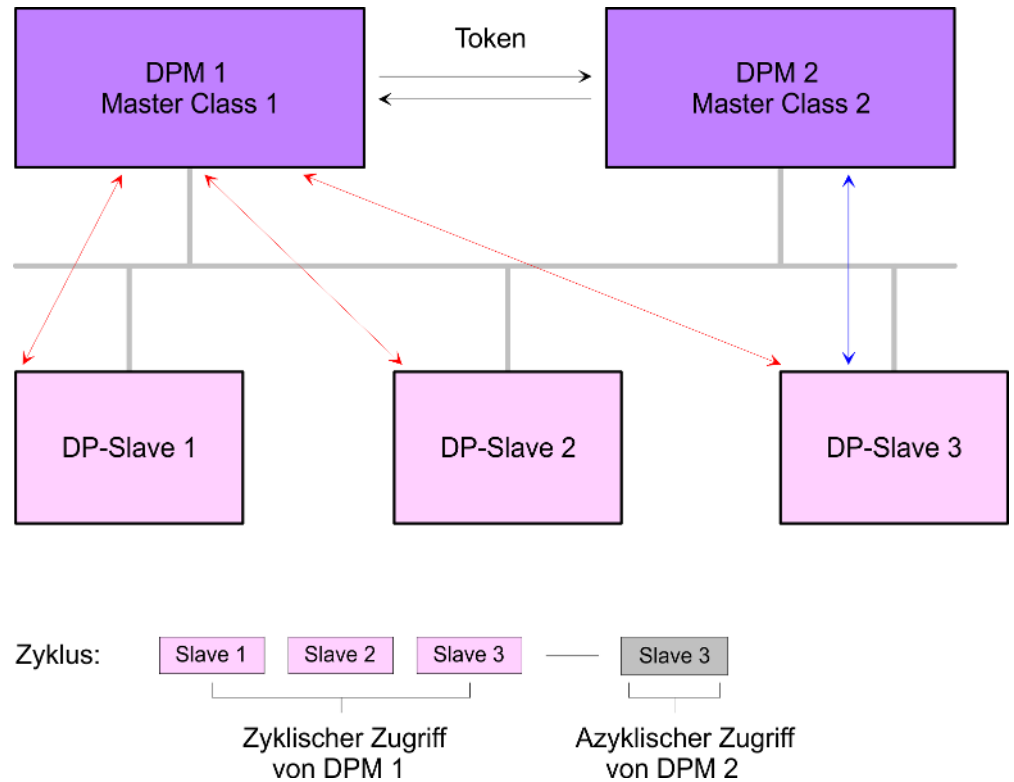 Token
DPM 1
Master Class 1
DPM 2
Master Class 2
DP-Slave 1
DP-Slave 2
DP-Slave 3
Zyklus:
Slave 1
Slave 2
Slave 3
Slave 3
Zyklischer Zugriff
von DPM 1
Azyklischer Zugriff
von DPM 2